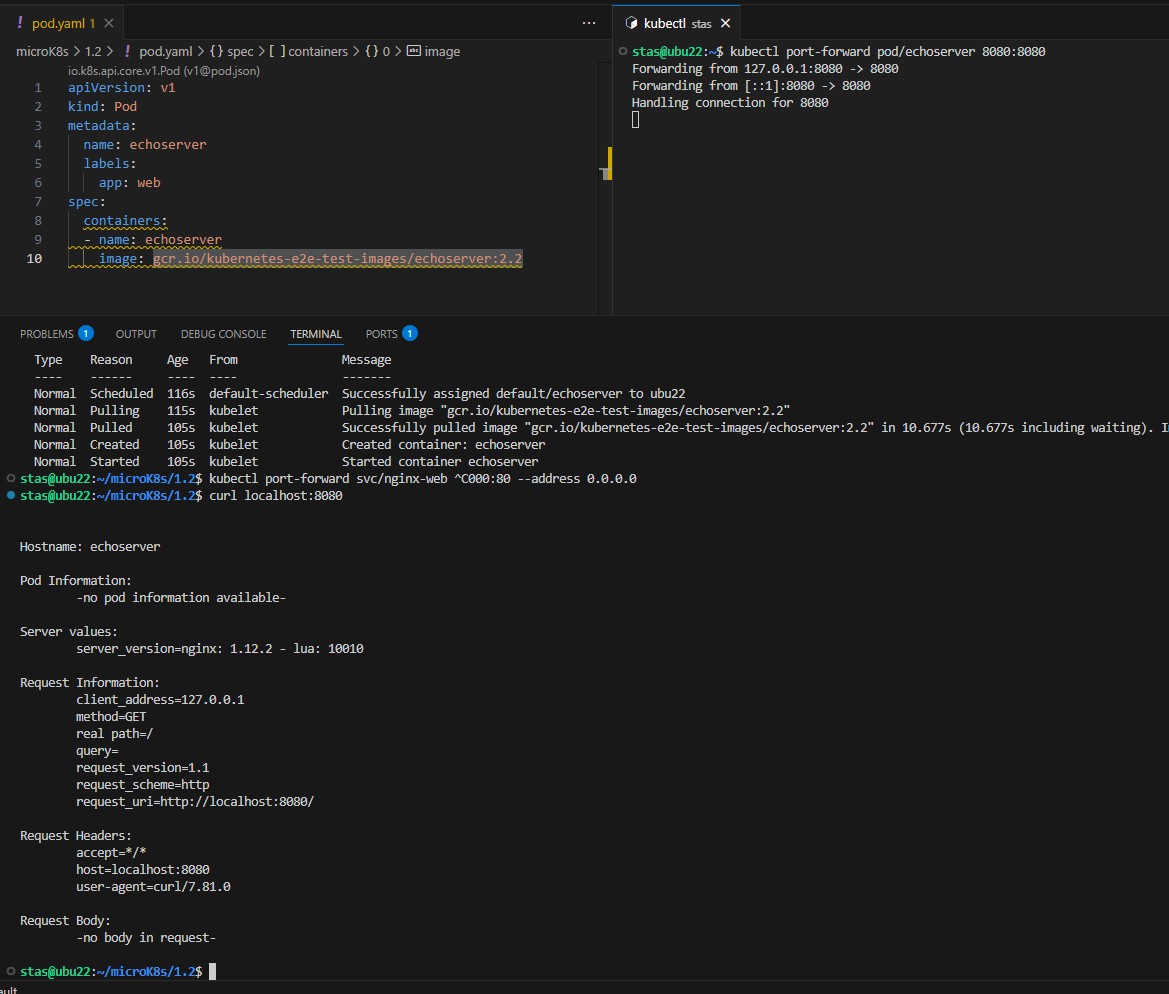 ! pod.yaml 1 ×
...
microK8s > 1.2 > ! pod.yaml > {} spec > [ ] containers > {} 0 > abc image
io.k8s.api.core.v1.Pod (v1@pod.json)
1 apiVersion: v1
2 kind: Pod
3 metadata:
4 name: echoserver
5 labels:
6 app: web
7 spec:
8 containers:
9 - name: echoserver
10 image: gcr.io/kubernetes-e2e-test-images/echoserver:2.2
kubectl stas ×
stas@ubu22:~$ kubectl port-forward pod/echoserver 8080:8080
Forwarding from 127.0.0.1:8080 -> 8080
Forwarding from [::1]:8080 -> 8080
Handling connection for 8080
PROBLEMS 1 OUTPUT DEBUG CONSOLE TERMINAL PORTS 1
Type Reason Age From Message
---- ------ ---- ---- -------
Normal Scheduled 116s default-scheduler Successfully assigned default/echoserver to ubu22
Normal Pulling 115s kubelet Pulling image "gcr.io/kubernetes-e2e-test-images/echoserver:2.2"
Normal Pulled 105s kubelet Successfully pulled image "gcr.io/kubernetes-e2e-test-images/echoserver:2.2" in 10.677s (10.677s including waiting).
Normal Created 105s kubelet Created container: echoserver
Normal Started 105s kubelet Started container echoserver
stas@ubu22:~/microK8s/1.2$ kubectl port-forward svc/nginx-web ^C000:80 --address 0.0.0.0
stas@ubu22:~/microK8s/1.2$ curl localhost:8080
Hostname: echoserver
Pod Information:
-no pod information available-
Server values:
server_version=nginx: 1.12.2 - lua: 10010
Request Information:
client_address=127.0.0.1
method=GET
real path=/
query=
request_version=1.1
request_scheme=http
request_uri=http://localhost:8080/
Request Headers:
accept=*/*
host=localhost:8080
user-agent=curl/7.81.0
Request Body:
-no body in request-
stas@ubu22:~/microK8s/1.2$